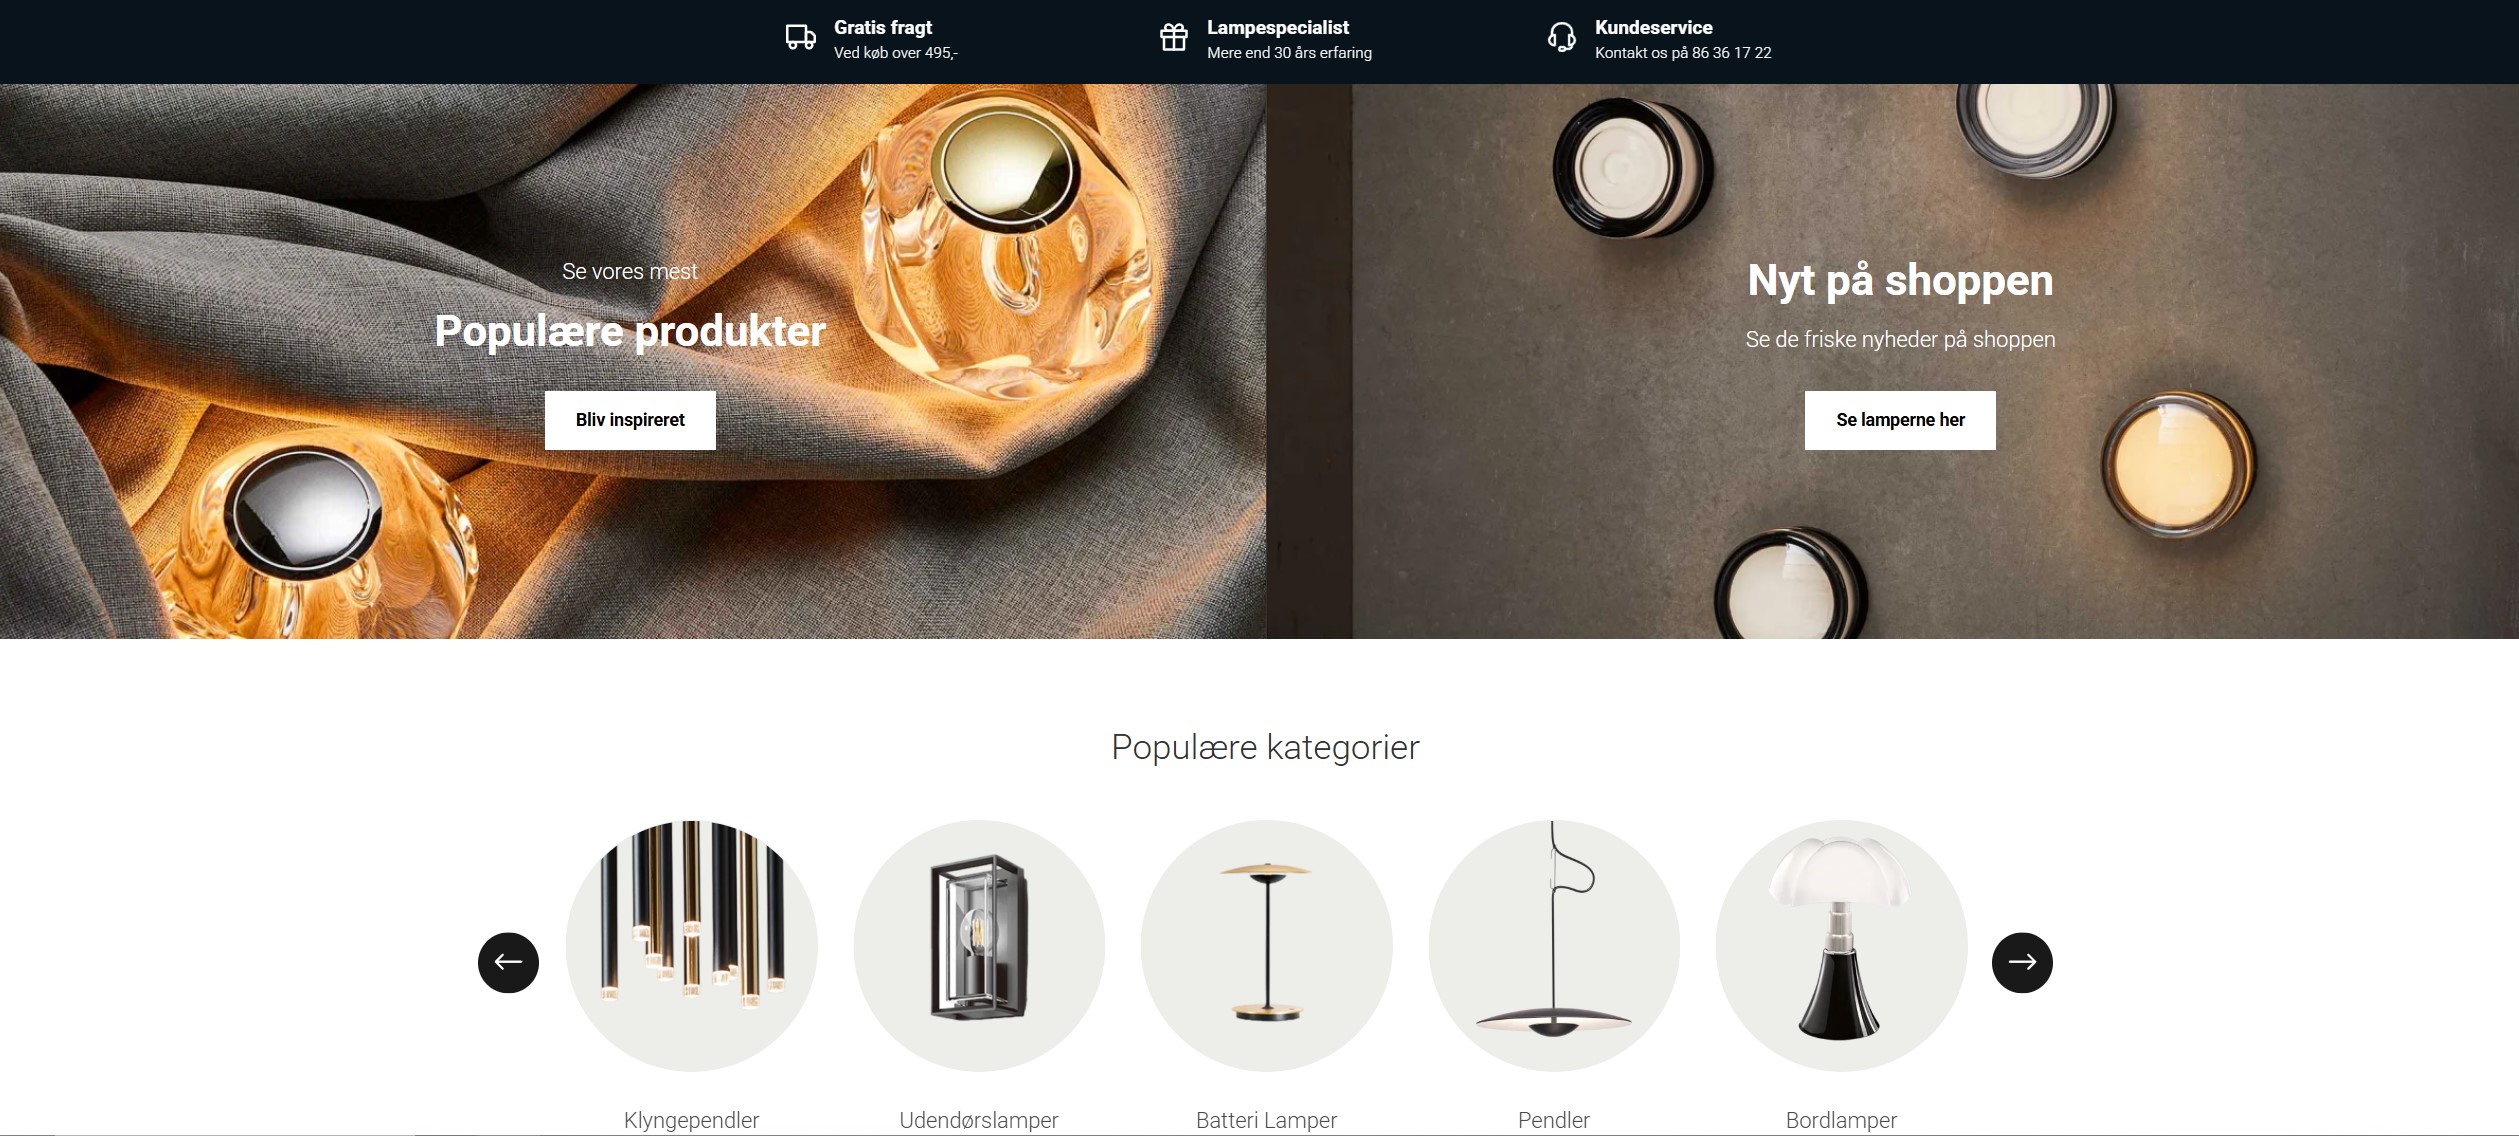 Gratis fragt
Ved køb over 495,-
Lampespecialist
Mere end 30 års erfaring
Kundeservice
Kontakt os på 86 36 17 22
Se vores mest
Populære produkter
Bliv inspireret
Nyt på shoppen
Se de friske nyheder på shoppen
Se lamperne her
Populære kategorier
Klyngependler
Udendørslamper
Batteri Lamper
Pendler
Bordlamper